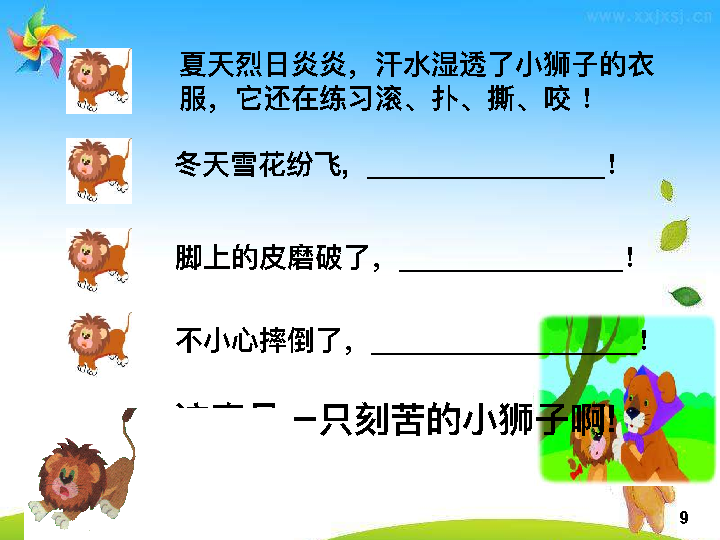 www.xxjxsj.cn
夏天烈日炎炎，汗水湿透了小狮子的衣
服，它还在练习滚、扑、撕、咬！
冬天雪花纷飞，_________________！
脚上的皮磨破了，________________！
不小心摔倒了，___________________！
一只刻苦的小狮子啊!
9